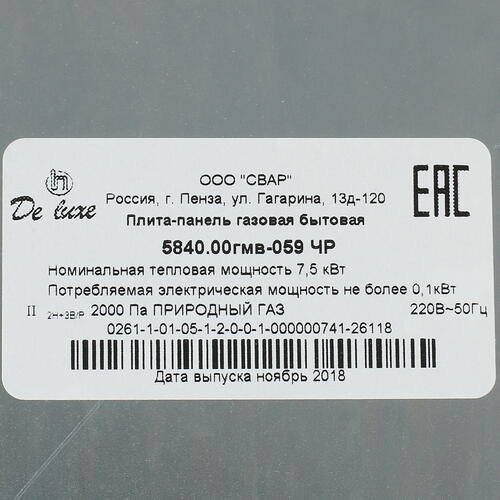 ООО "СВАР"
De luxe
Россия, г. Пенза, ул. Гагарина, 13д-120
Плита-панель газовая бытовая
EAC
5840.00гмв-059 ЧР
Номинальная тепловая мощность 7,5 кВт
Потребляемая электрическая мощность не более 0,1кВт
II 2Н+3В/Р 2000 Па ПРИРОДНЫЙ ГАЗ 220В~50Гц
0261-1-01-05-1-2-0-0-1-000000741-26118
Дата выпуска ноябрь 2018